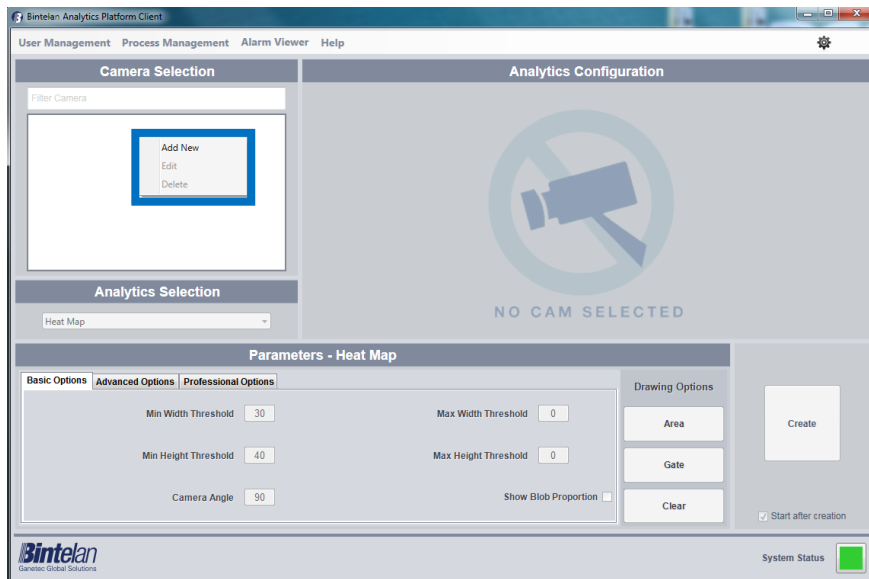 Bintelan Analytics Platform Client
User Management Process Management Alarm Viewer Help
Camera Selection
Filter Camera
Add New
Edit
Delete
Analytics Selection
Heat Map
Analytics Configuration
NO CAM SELECTED
Parameters - Heat Map
Basic Options Advanced Options Professional Options
Min Width Threshold 30 Max Width Threshold 0
Min Height Threshold 40 Max Height Threshold 0
Camera Angle 90 Show Blob Proportion
Drawing Options
Area
Gate
Clear
Create
Start after creation
Bintelan
Ganetec Global Solutions
System Status